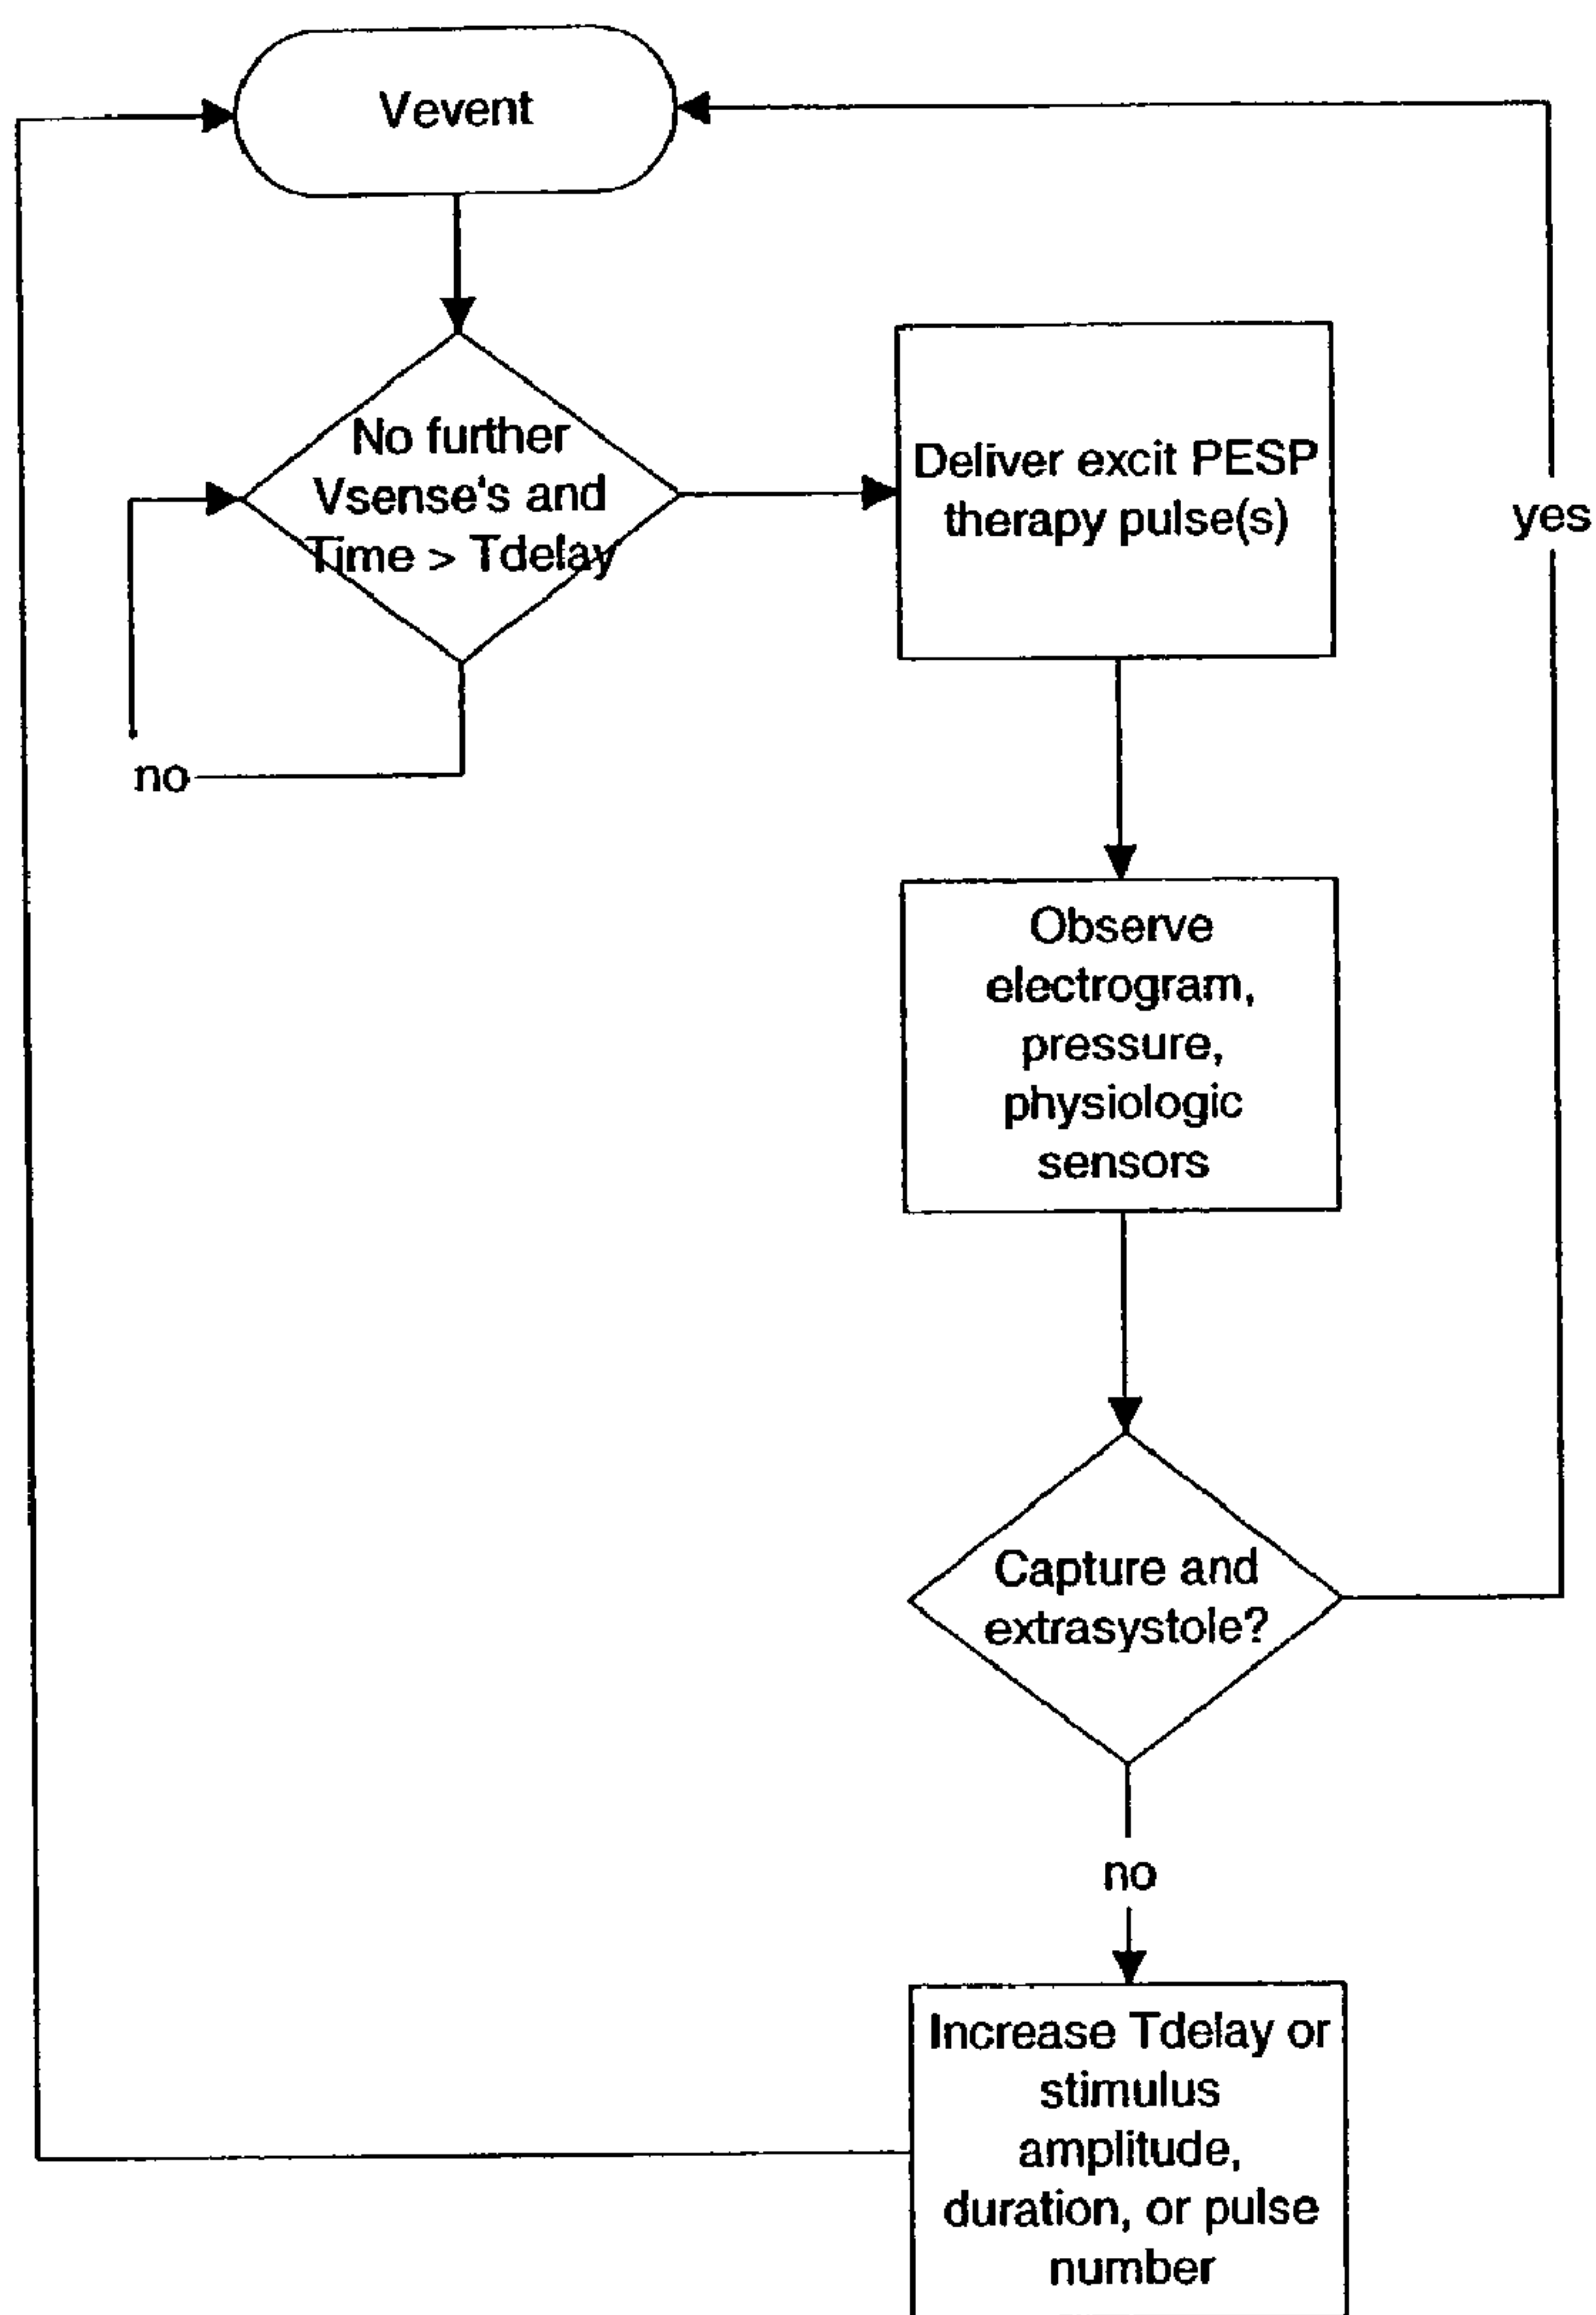 Vevent
No further
Vsense's and
Time > Tdelay
no
Deliver excit PESP
therapy pulse(s)
yes
Observe
electrogram,
pressure,
physiologic
sensors
Capture and
extrasystole?
no
Increase Tdelay or
stimulus
amplitude,
duration, or pulse
number